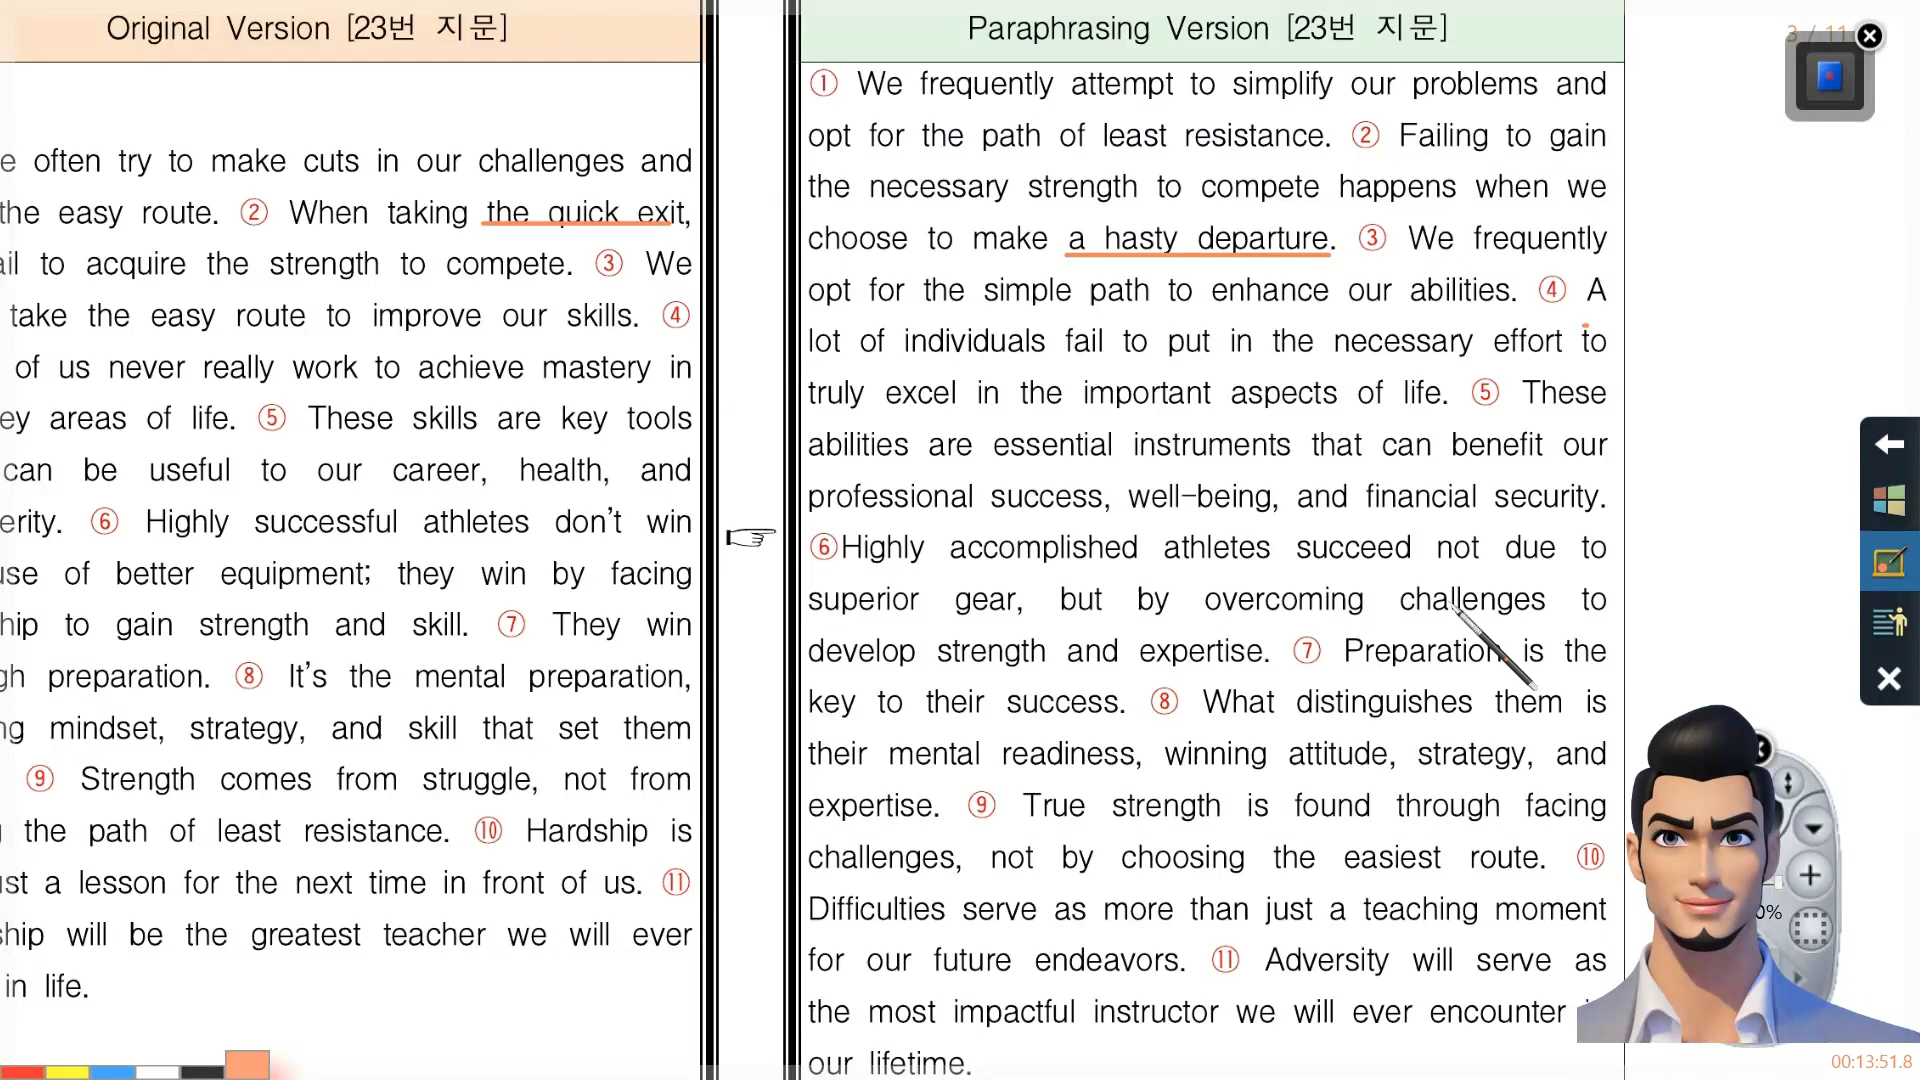 Original Version [23번 지문]
e often try to make cuts in our challenges and
the easy route. ② When taking the quick exit,
ail to acquire the strength to compete. ③ We
take the easy route to improve our skills. ④
of us never really work to achieve mastery in
ey areas of life. ⑤ These skills are key tools
can be useful to our career, health, and
erity. ⑥ Highly successful athletes don't win
use of better equipment; they win by facing
hip to gain strength and skill. ⑦ They win
gh preparation. ⑧ It's the mental preparation,
ng mindset, strategy, and skill that set them
⑨ Strength comes from struggle, not from
the path of least resistance. ⑩ Hardship is
ust a lesson for the next time in front of us. ⑪
ship will be the greatest teacher we will ever
in life.
Paraphrasing Version [23번 지문]
① We frequently attempt to simplify our problems and
opt for the path of least resistance. ② Failing to gain
the necessary strength to compete happens when we
choose to make a hasty departure. ③ We frequently
opt for the simple path to enhance our abilities. ④ A
lot of individuals fail to put in the necessary effort to
truly excel in the important aspects of life. ⑤ These
abilities are essential instruments that can benefit our
professional success, well-being, and financial security.
⑥Highly accomplished athletes succeed not due to
superior gear, but by overcoming challenges to
develop strength and expertise. ⑦ Preparation is the
key to their success. ⑧ What distinguishes them is
their mental readiness, winning attitude, strategy, and
expertise. ⑨ True strength is found through facing
challenges, not by choosing the easiest route. ⑩
Difficulties serve as more than just a teaching moment
for our future endeavors. ⑪ Adversity will serve as
the most impactful instructor we will ever encounter
our lifetime.
3 / 11
0%
00:13:51.8